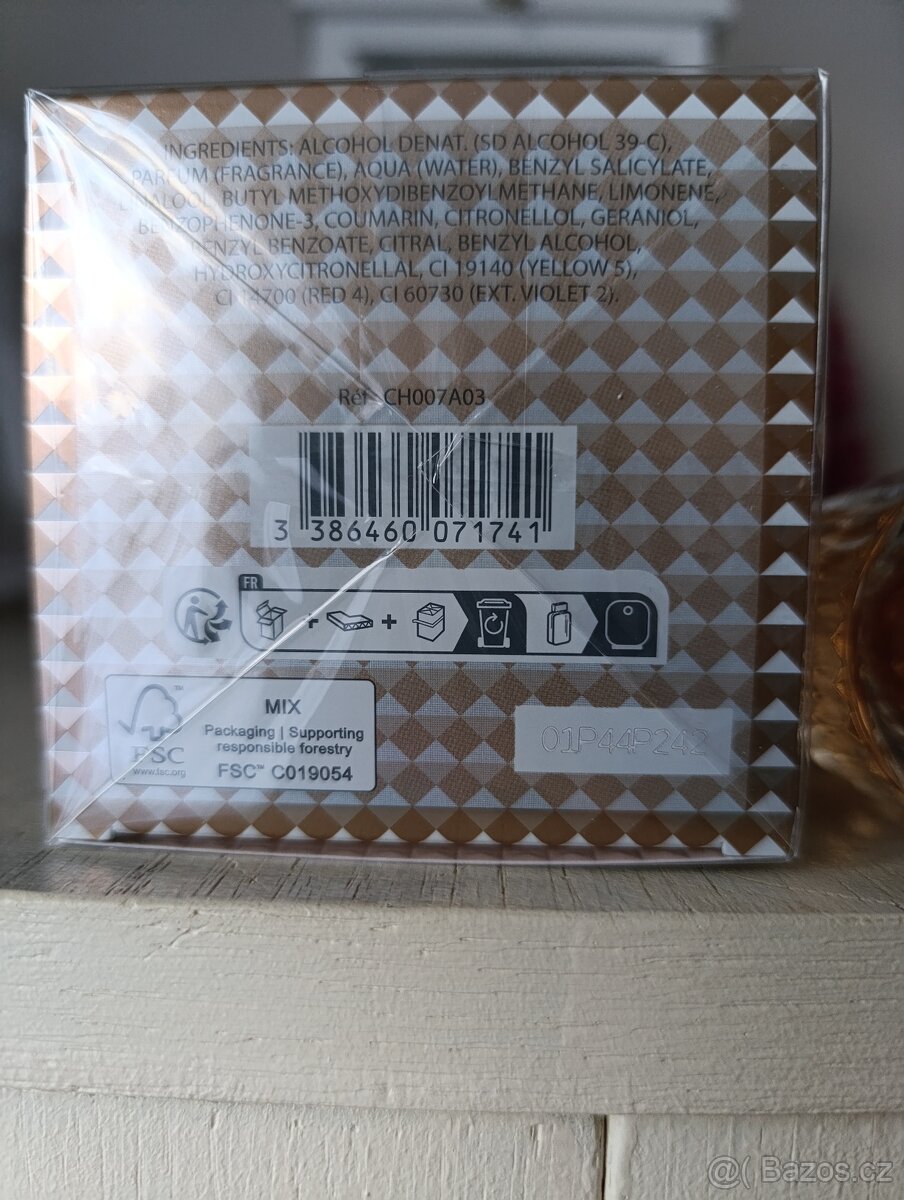 INGREDIENTS: ALCOHOL DENAT. (SD ALCOHOL 39-C),
PARFUM (FRAGRANCE), AQUA (WATER), BENZYL SALICYLATE,
LINALOOL, BUTYL METHOXYDIBENZOYLMETHANE, LIMONENE,
BENZOPHENONE-3, COUMARIN, CITRONELLOL, GERANIOL,
BENZYL BENZOATE, CITRAL, BENZYL ALCOHOL,
HYDROXYCITRONELLAL, CI 19140 (YELLOW 5),
CI 14700 (RED 4), CI 60730 (EXT. VIOLET 2).
Réf. CH007A03
3 386460 071741
FR
MIX
Packaging | Supporting
responsible forestry
FSC™ C019054
FSC
www.fsc.org
01P44P242
@( Bazos.cz